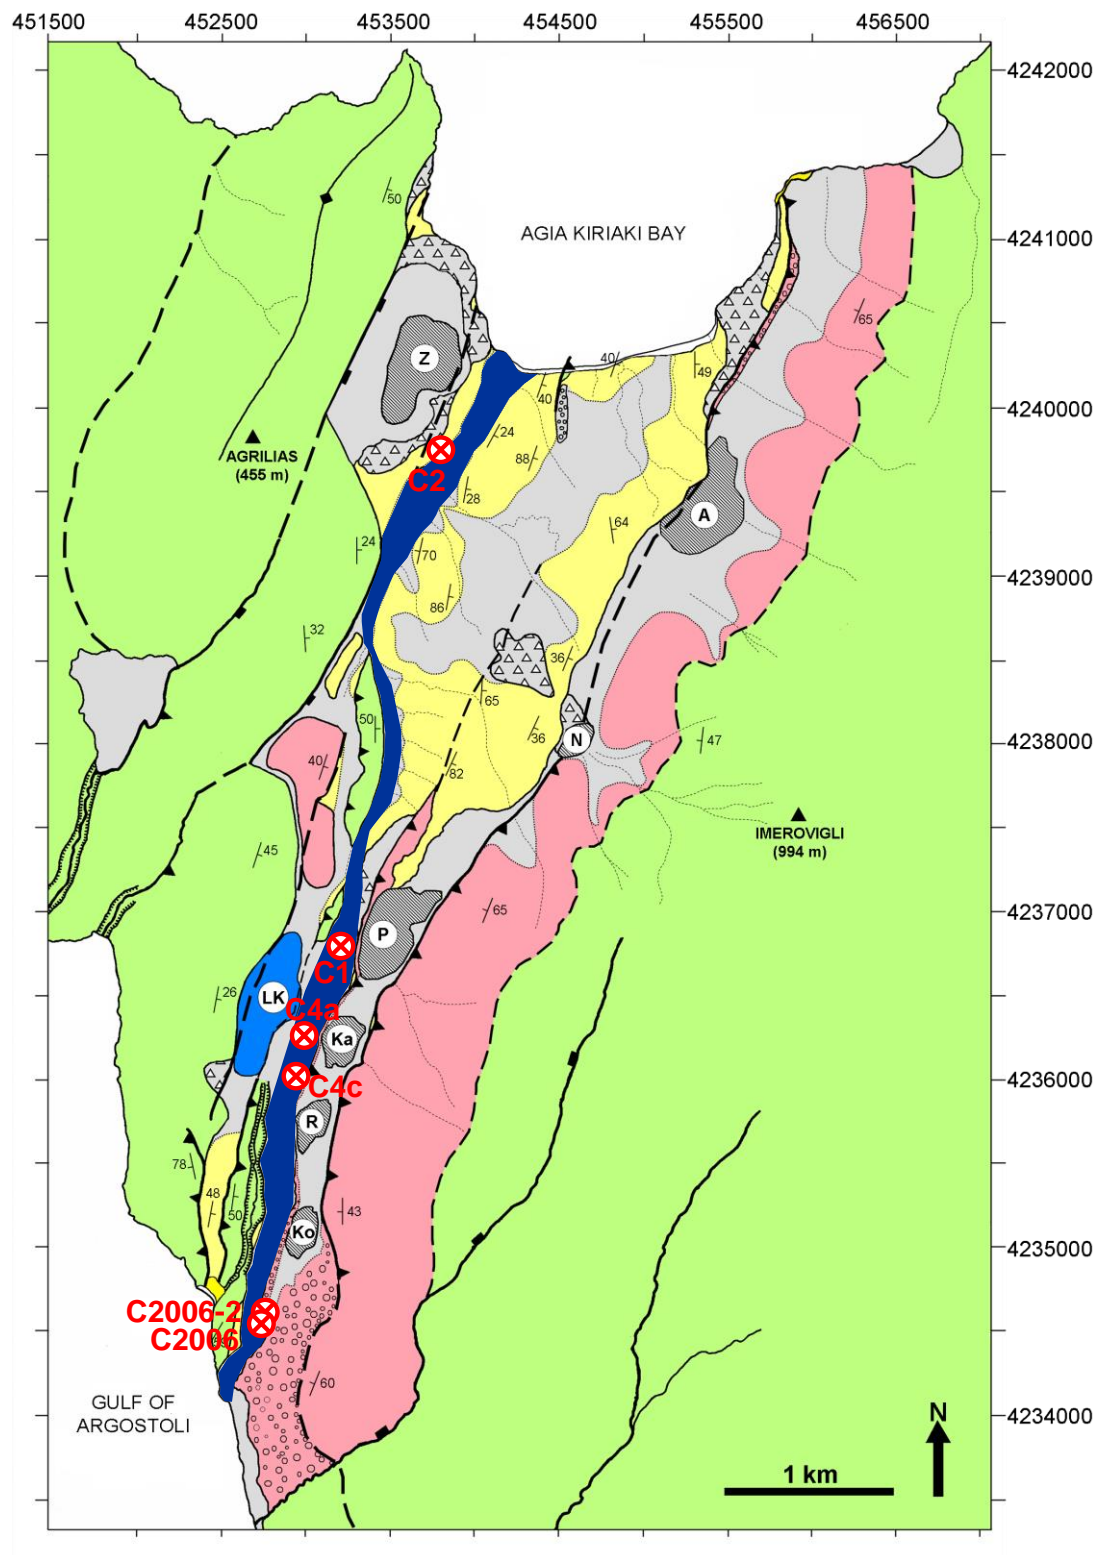 451500 452500 453500 454500 455500 456500
4242000
50
AGIA KIRIAKI BAY
4241000
65
Z
40
49
40
4240000
24
AGRILIAS
(455 m)
88
C2
28
A
64
24
70
4239000
86
32
36
65
50
36
N
47
4238000
40
82
IMEROVIGLI
(994 m)
45
65
4237000
P
C1
26
LK
C4a
Ka
4236000
C4c
R
78
48
50
43
Ko
4235000
C2006-2
C2006
60
GULF OF
ARGOSTOLI
N
4234000
1 km